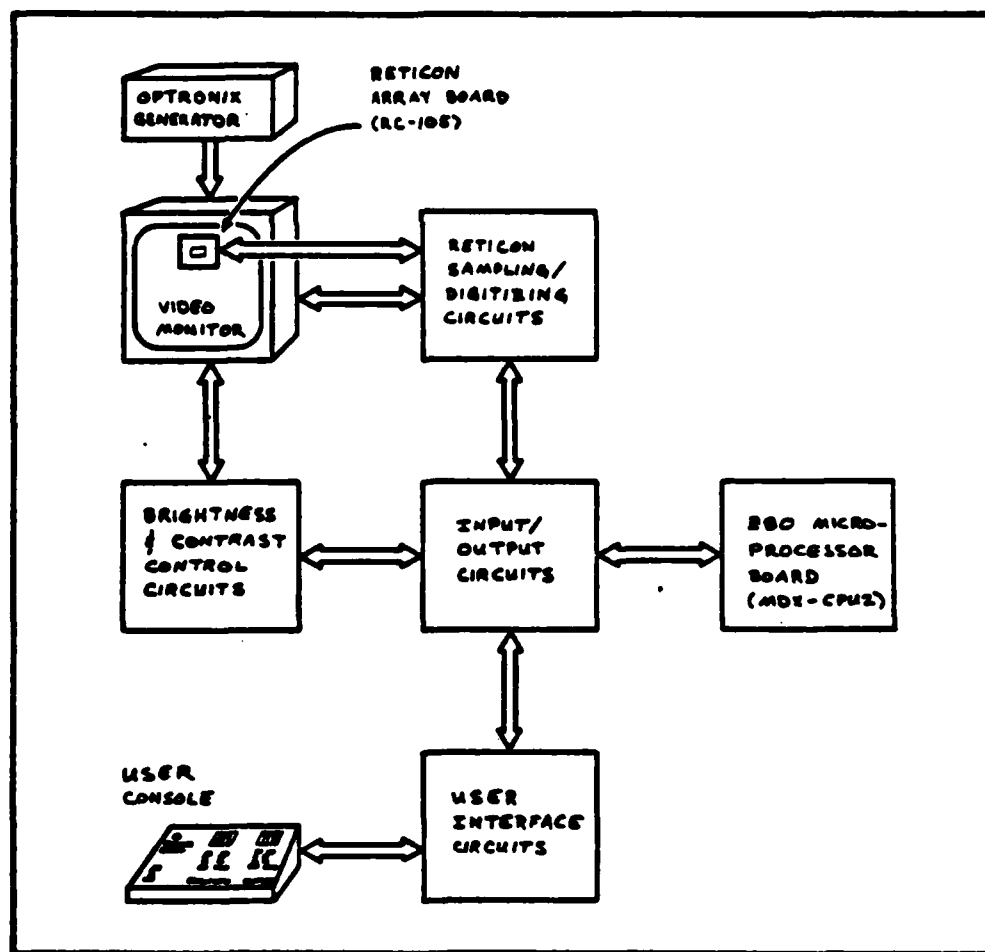 OPTRONIX
GENERATOR
RETICON
ARRAY BOARD
(RC-105)
VIDEO
MONITOR
RETICON
SAMPLING/
DIGITIZING
CIRCUITS
BRIGHTNESS
& CONTRAST
CONTROL
CIRCUITS
INPUT/
OUTPUT
CIRCUITS
Z80 MICRO-
PROCESSOR
BOARD
(MDX-CPU2)
USER
CONSOLE
USER
INTERFACE
CIRCUITS